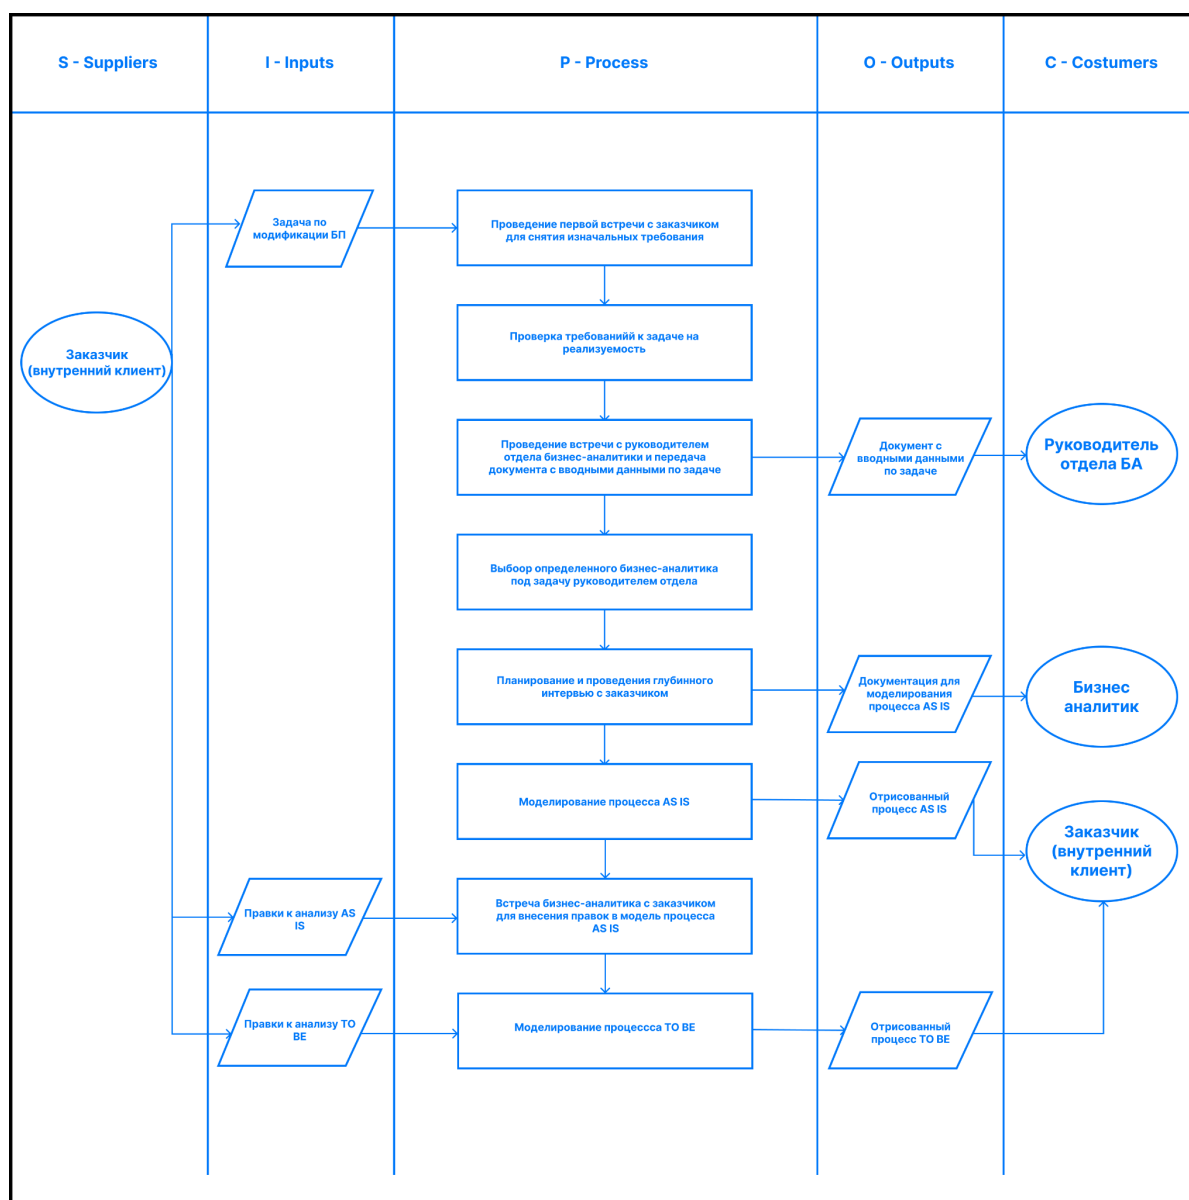 S - Suppliers
I - Inputs
P - Process
O - Outputs
C - Costumers
Задача по
модификации БП
Проведение первой встречи с заказчиком
для снятия изначальных требования
Проверка требованийй к задаче на
реализуемость
Заказчик
(внутренний клиент)
Проведение встречи с руководителем
отдела бизнес-аналитики и передача
документа с вводными данными по задаче
Документ с
вводными данными
по задаче
Руководитель
отдела БА
Выбоор определенного бизнес-аналитика
под задачу руководителем отдела
Планирование и проведения глубинного
интервью с заказчиком
Документация для
моделирования
процесса AS IS
Бизнес
аналитик
Моделирование процесса AS IS
Отрисованный
процесс AS IS
Заказчик
(внутренний
клиент)
Правки к анализу AS
IS
Встреча бизнес-аналитика с заказчиком
для внесения правок в модель процесса
AS IS
Правки к анализу TO
BE
Моделирование процессса TO BE
Отрисованный
процесс TO BE